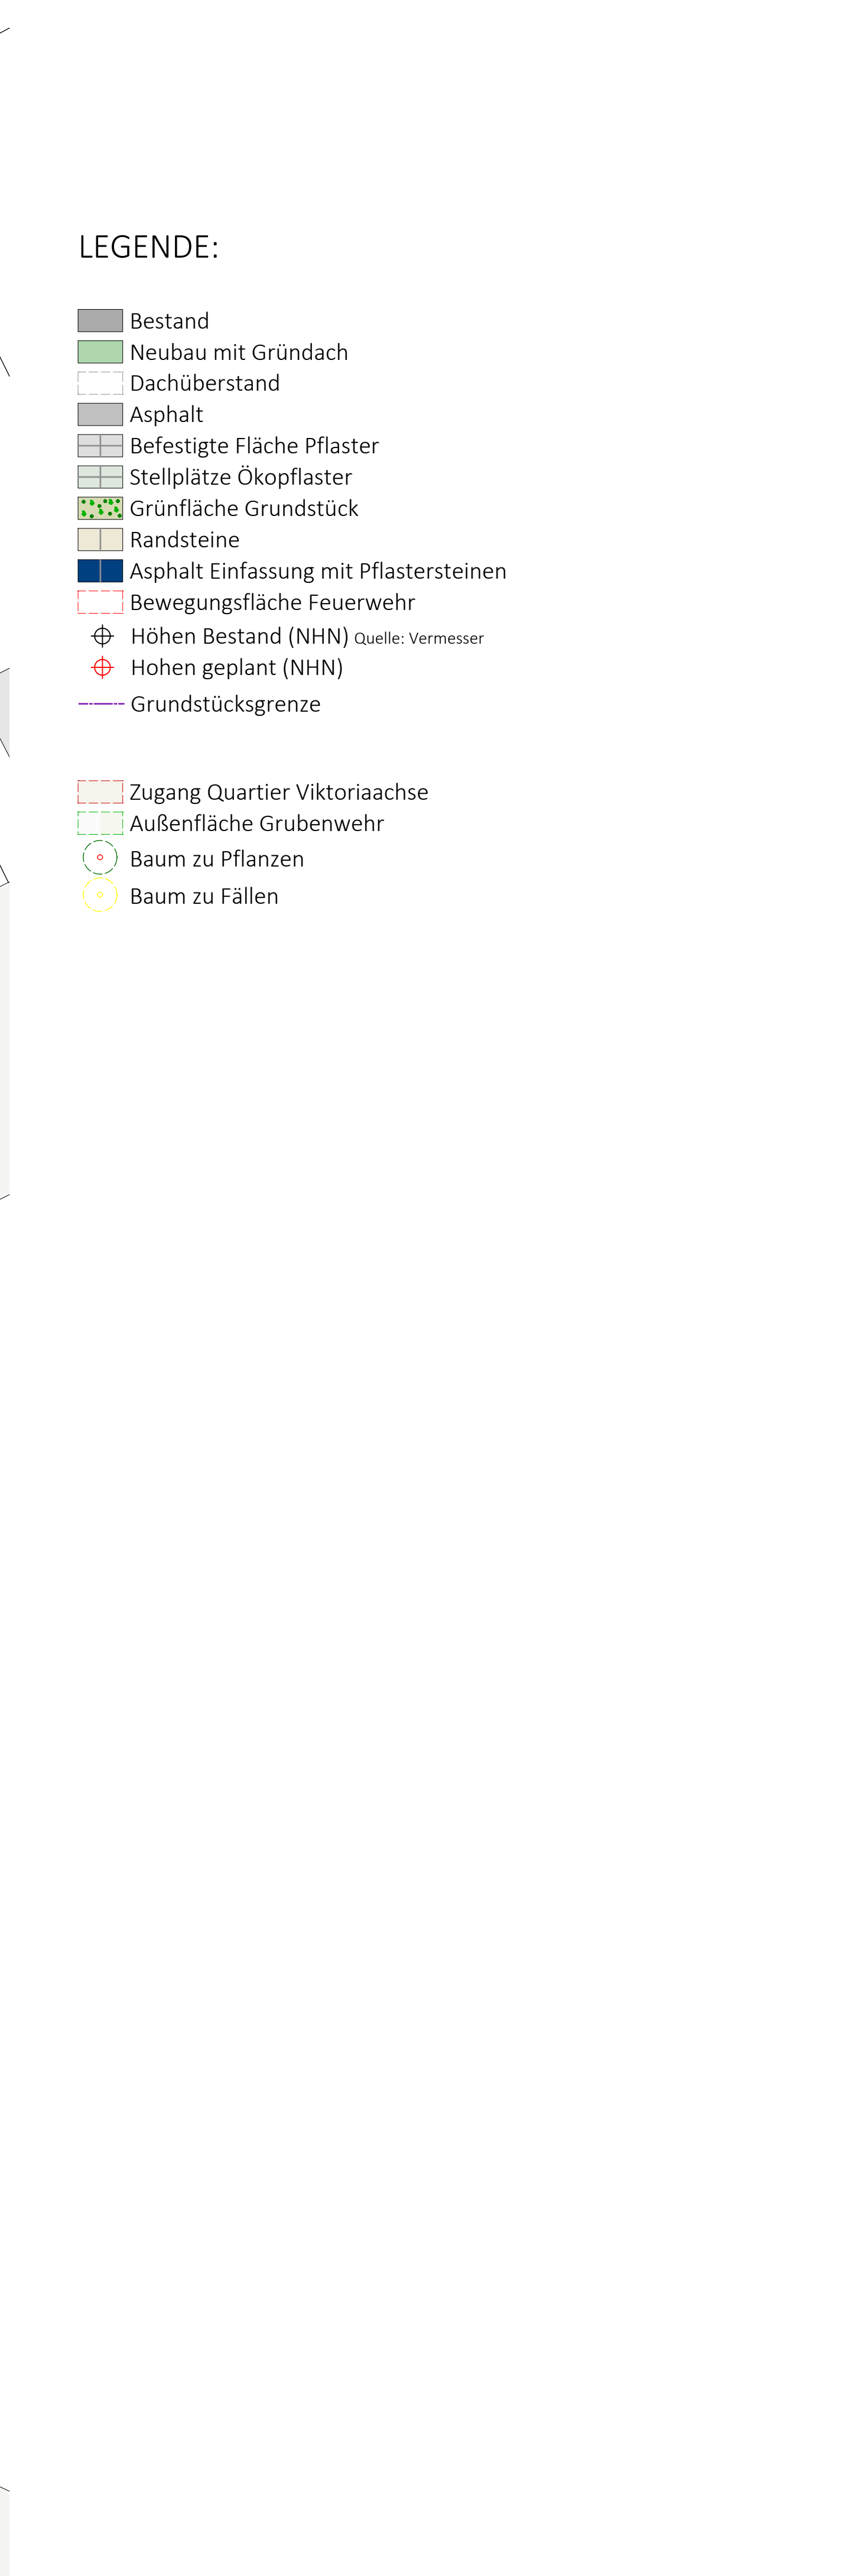 LEGENDE:
Bestand
Neubau mit Gründach
Dachüberstand
Asphalt
Befestigte Fläche Pflaster
Stellplätze Ökopflaster
Grünfläche Grundstück
Randsteine
Asphalt Einfassung mit Pflastersteinen
Bewegungsfläche Feuerwehr
Höhen Bestand (NHN) Quelle: Vermesser
Hohen geplant (NHN)
Grundstücksgrenze
Zugang Quartier Viktoriaachse
Außenfläche Grubenwehr
Baum zu Pflanzen
Baum zu Fällen